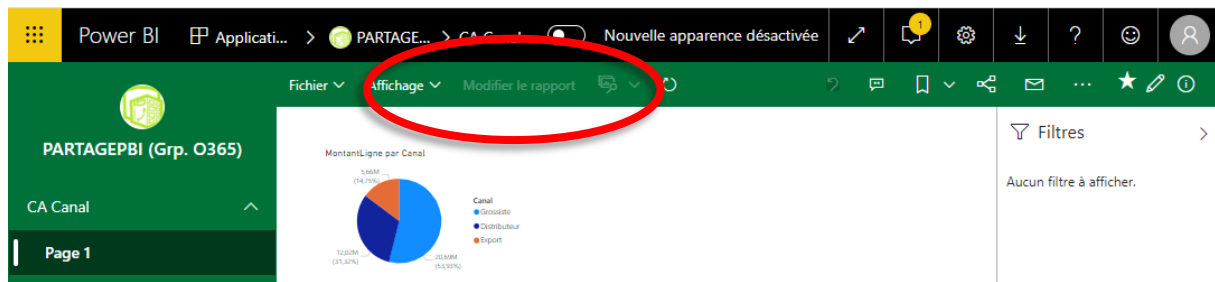 Power BI Applicati... > PARTAGE... > CA Canal Nouvelle apparence désactivée 1 ?
Fichier Affichage Modifier le rapport ...
PARTAGEPBI (Grp. O365)
CA Canal
Page 1
MontantLigne par Canal
5,66M
(14,75%)
12,02M
(31,32%)
20,69M
(53,93%)
Canal
Grossiste
Distributeur
Export
Filtres
Aucun filtre à afficher.